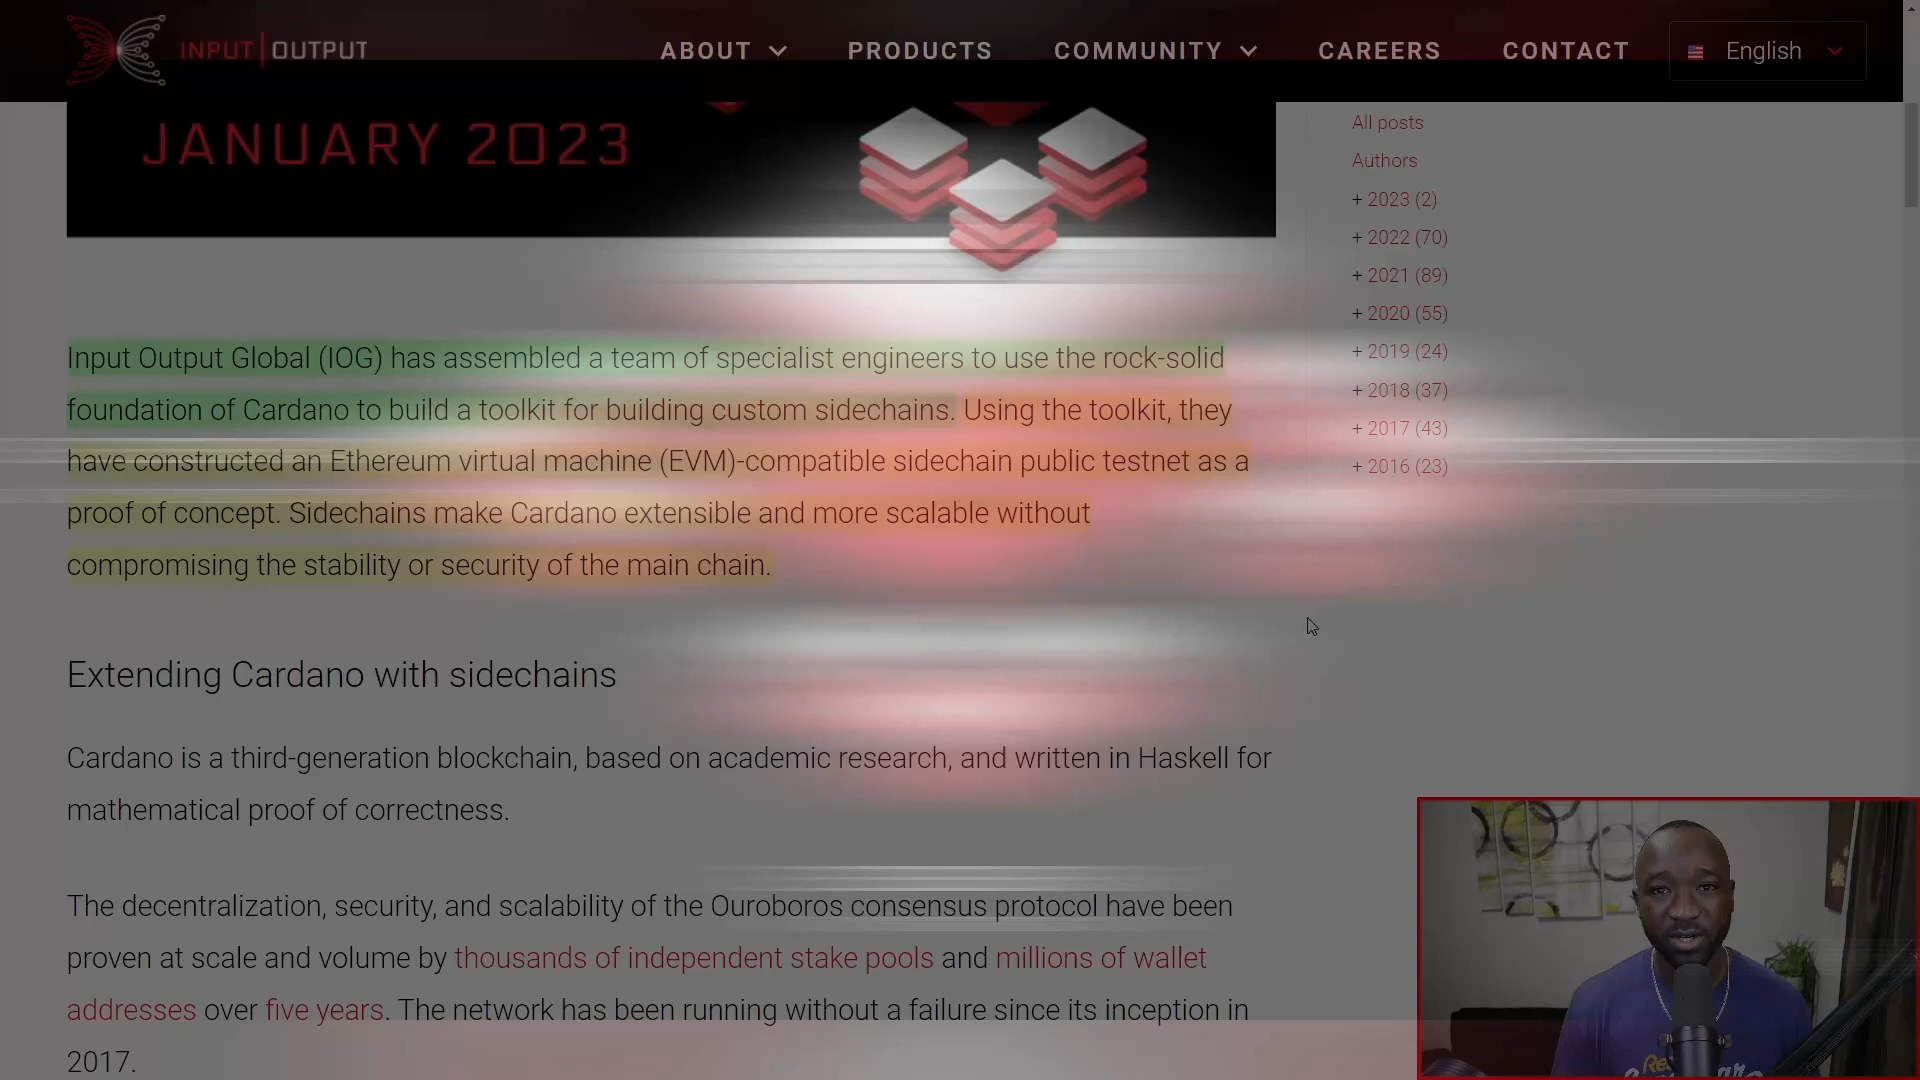 INPUT | OUTPUT
ABOUT
PRODUCTS
COMMUNITY
CAREERS
CONTACT
English
JANUARY 2023
All posts
Authors
+ 2023 (2)
+ 2022 (70)
+ 2021 (89)
+ 2020 (55)
+ 2019 (24)
+ 2018 (37)
+ 2017 (43)
+ 2016 (23)
Input Output Global (IOG) has assembled a team of specialist engineers to use the rock-solid
foundation of Cardano to build a toolkit for building custom sidechains. Using the toolkit, they
have constructed an Ethereum virtual machine (EVM)-compatible sidechain public testnet as a
proof of concept. Sidechains make Cardano extensible and more scalable without
compromising the stability or security of the main chain.
Extending Cardano with sidechains
Cardano is a third-generation blockchain, based on academic research, and written in Haskell for
mathematical proof of correctness.
The decentralization, security, and scalability of the Ouroboros consensus protocol have been
proven at scale and volume by thousands of independent stake pools and millions of wallet
addresses over five years. The network has been running without a failure since its inception in
2017.